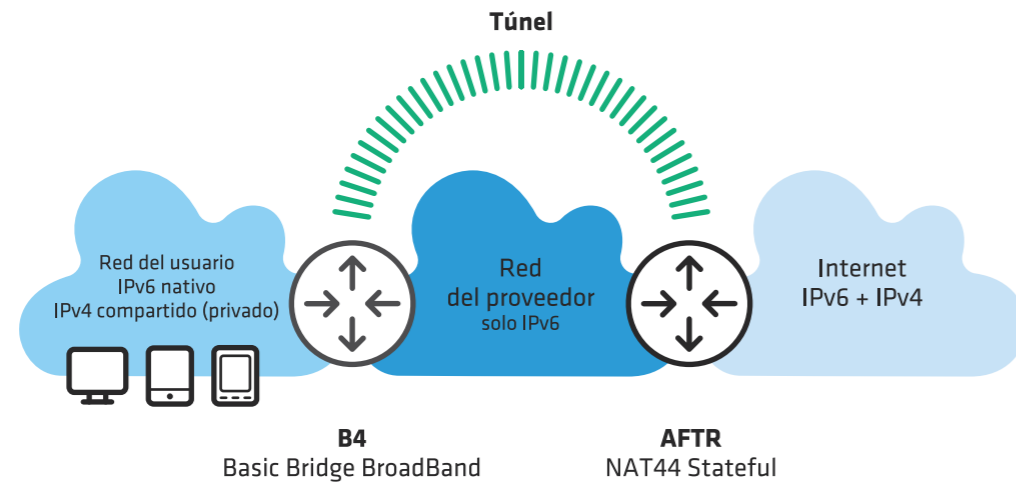 Túnel
Red del usuario
IPv6 nativo
IPv4 compartido (privado)
Red
del proveedor
solo IPv6
Internet
IPv6 + IPv4
B4
Basic Bridge BroadBand
AFTR
NAT44 Stateful